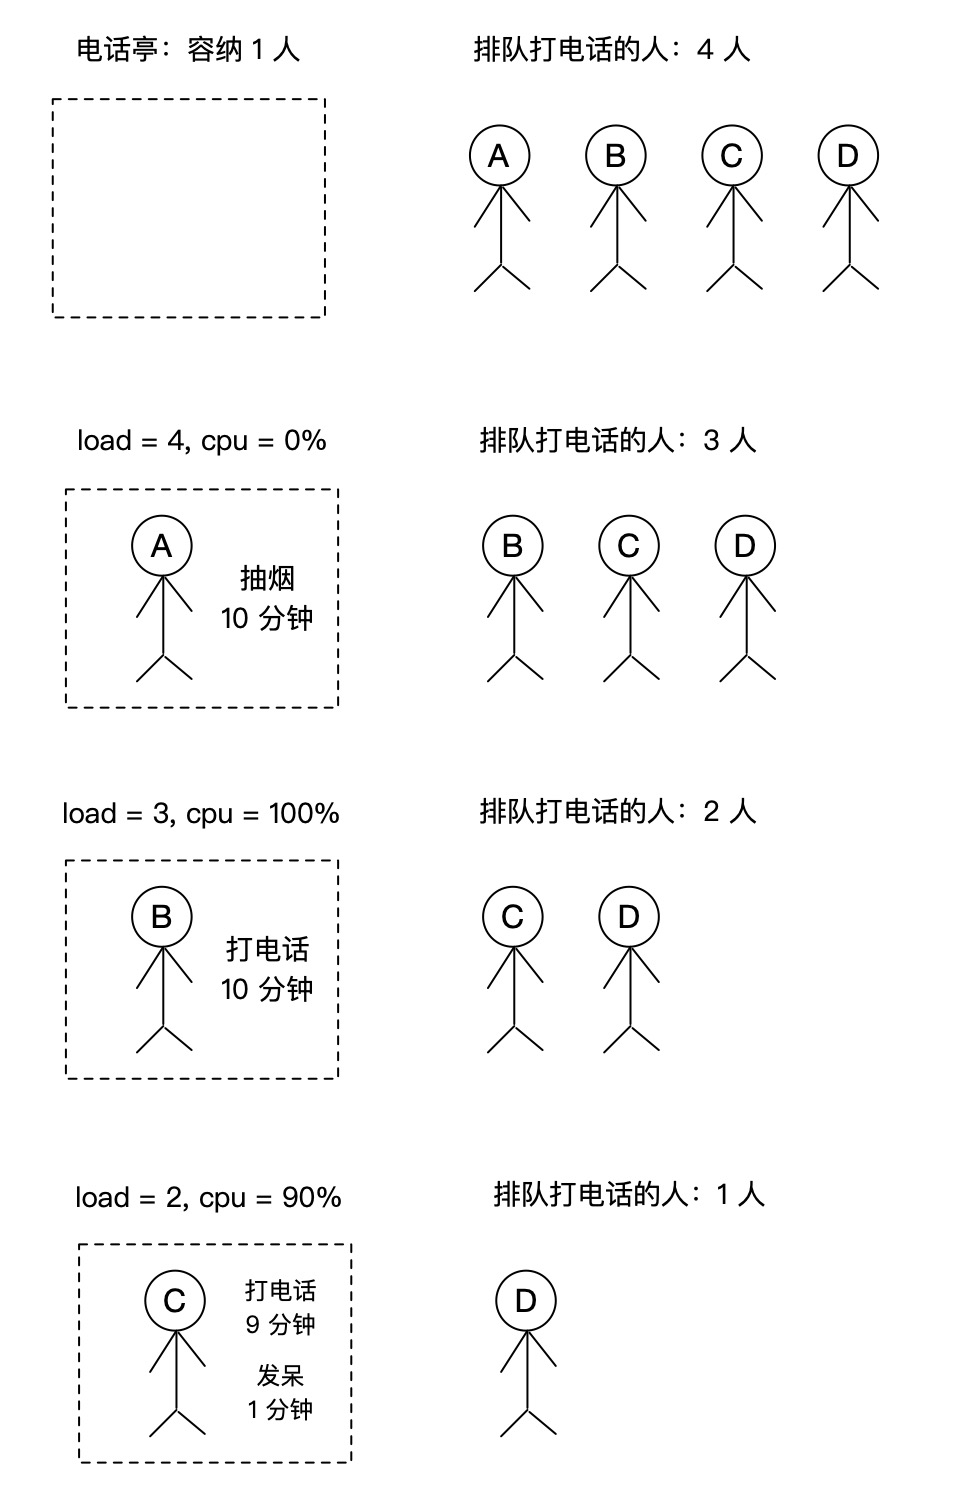 电话亭：容纳 1 人
排队打电话的人：4 人
A
B
C
D
load = 4, cpu = 0%
排队打电话的人：3 人
A
抽烟
10 分钟
B
C
D
load = 3, cpu = 100%
排队打电话的人：2 人
B
打电话
10 分钟
C
D
load = 2, cpu = 90%
排队打电话的人：1 人
C
打电话
9 分钟
发呆
1 分钟
D